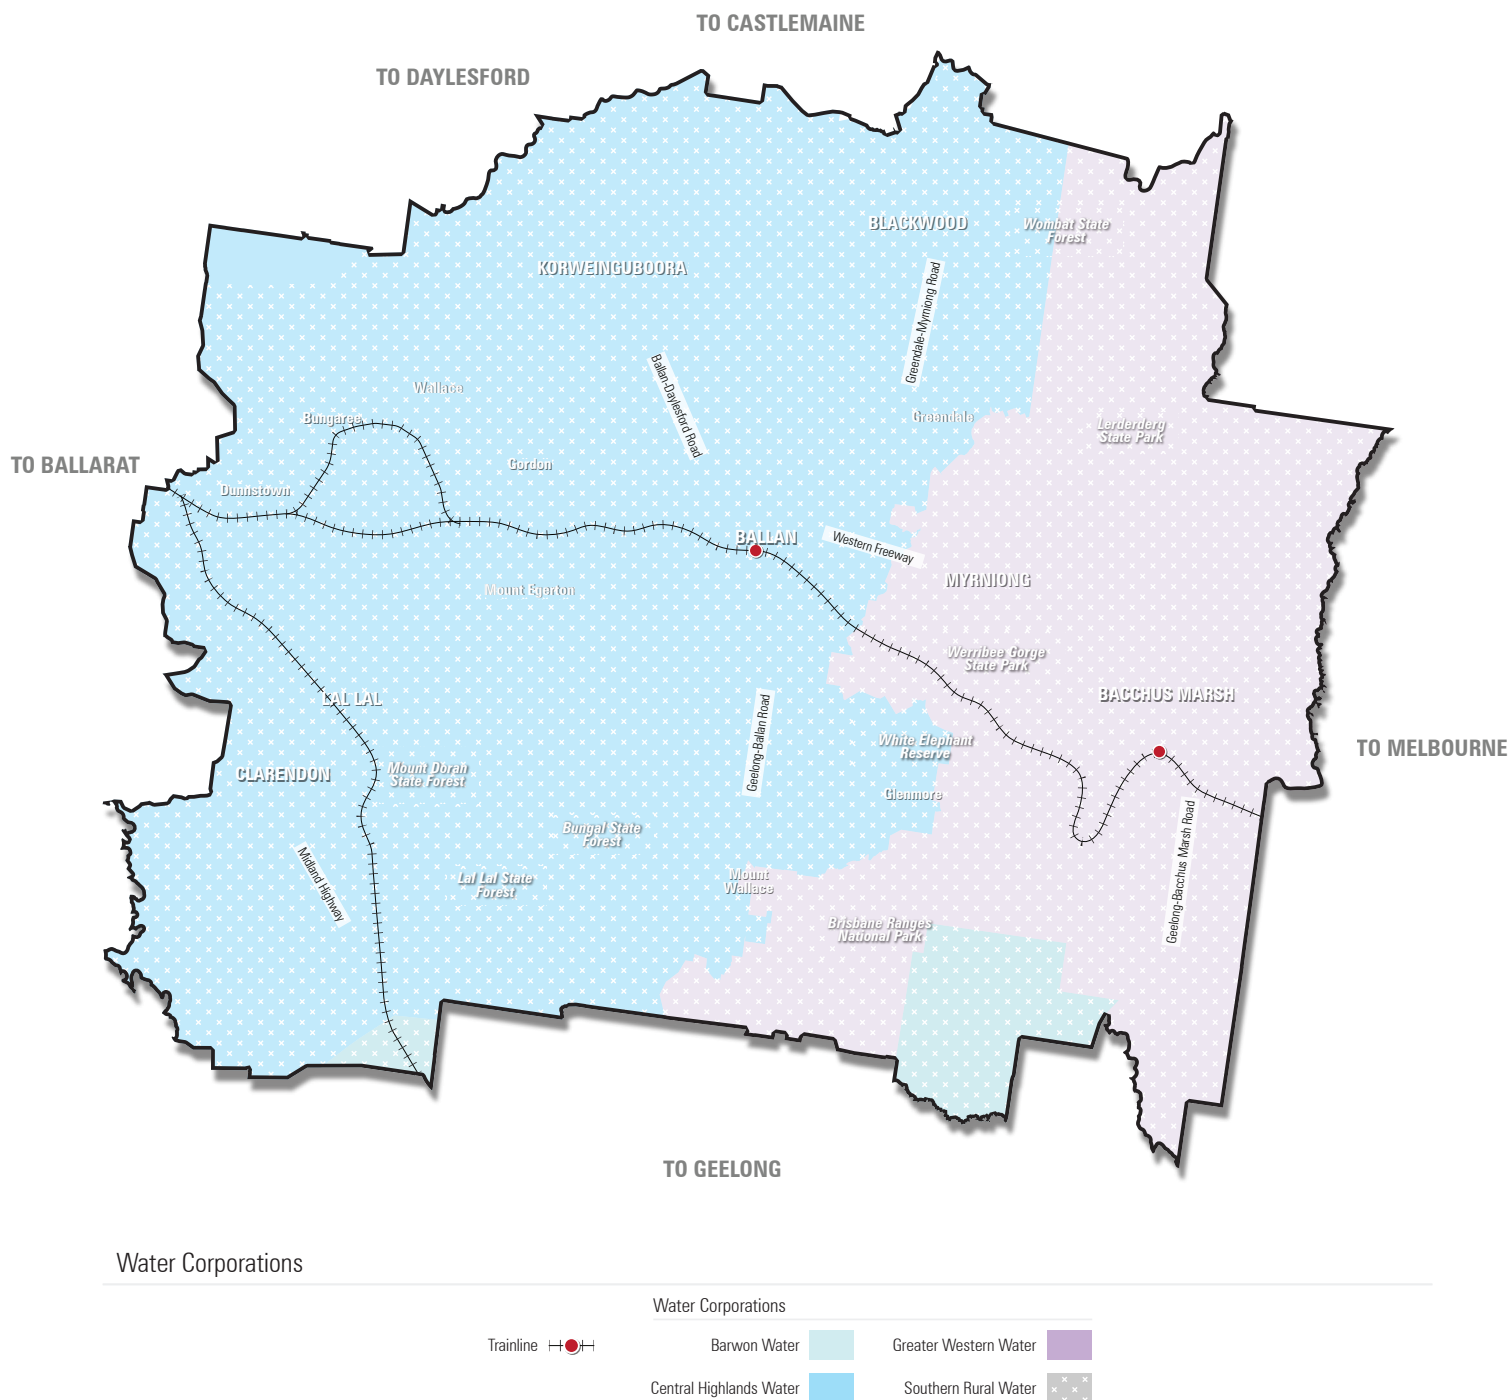 TO CASTLEMAINE
TO DAYLESFORD
BLACKWOOD
Wombat State
Forest
KORWEINGUBOORA
Greendale-Myrniong Road
Wallace
Ballan-Daylesford Road
Bungaree
Greendale
Lerderderg
State Park
TO BALLARAT
Gordon
Dunnstown
BALLAN
Western Freeway
MYRNIONG
Mount Egerton
Werribee Gorge
State Park
LAL LAL
BACCHUS MARSH
Geelong-Ballan Road
White Elephant
Reserve
TO MELBOURNE
CLARENDON
Mount Doran
State Forest
Glenmore
Bungal State
Forest
Geelong-Bacchus Marsh Road
Midland Highway
Lal Lal State
Forest
Mount
Wallace
Brisbane Ranges
National Park
TO GEELONG
Water Corporations
Water Corporations
Trainline
Barwon Water
Greater Western Water
Central Highlands Water
Southern Rural Water